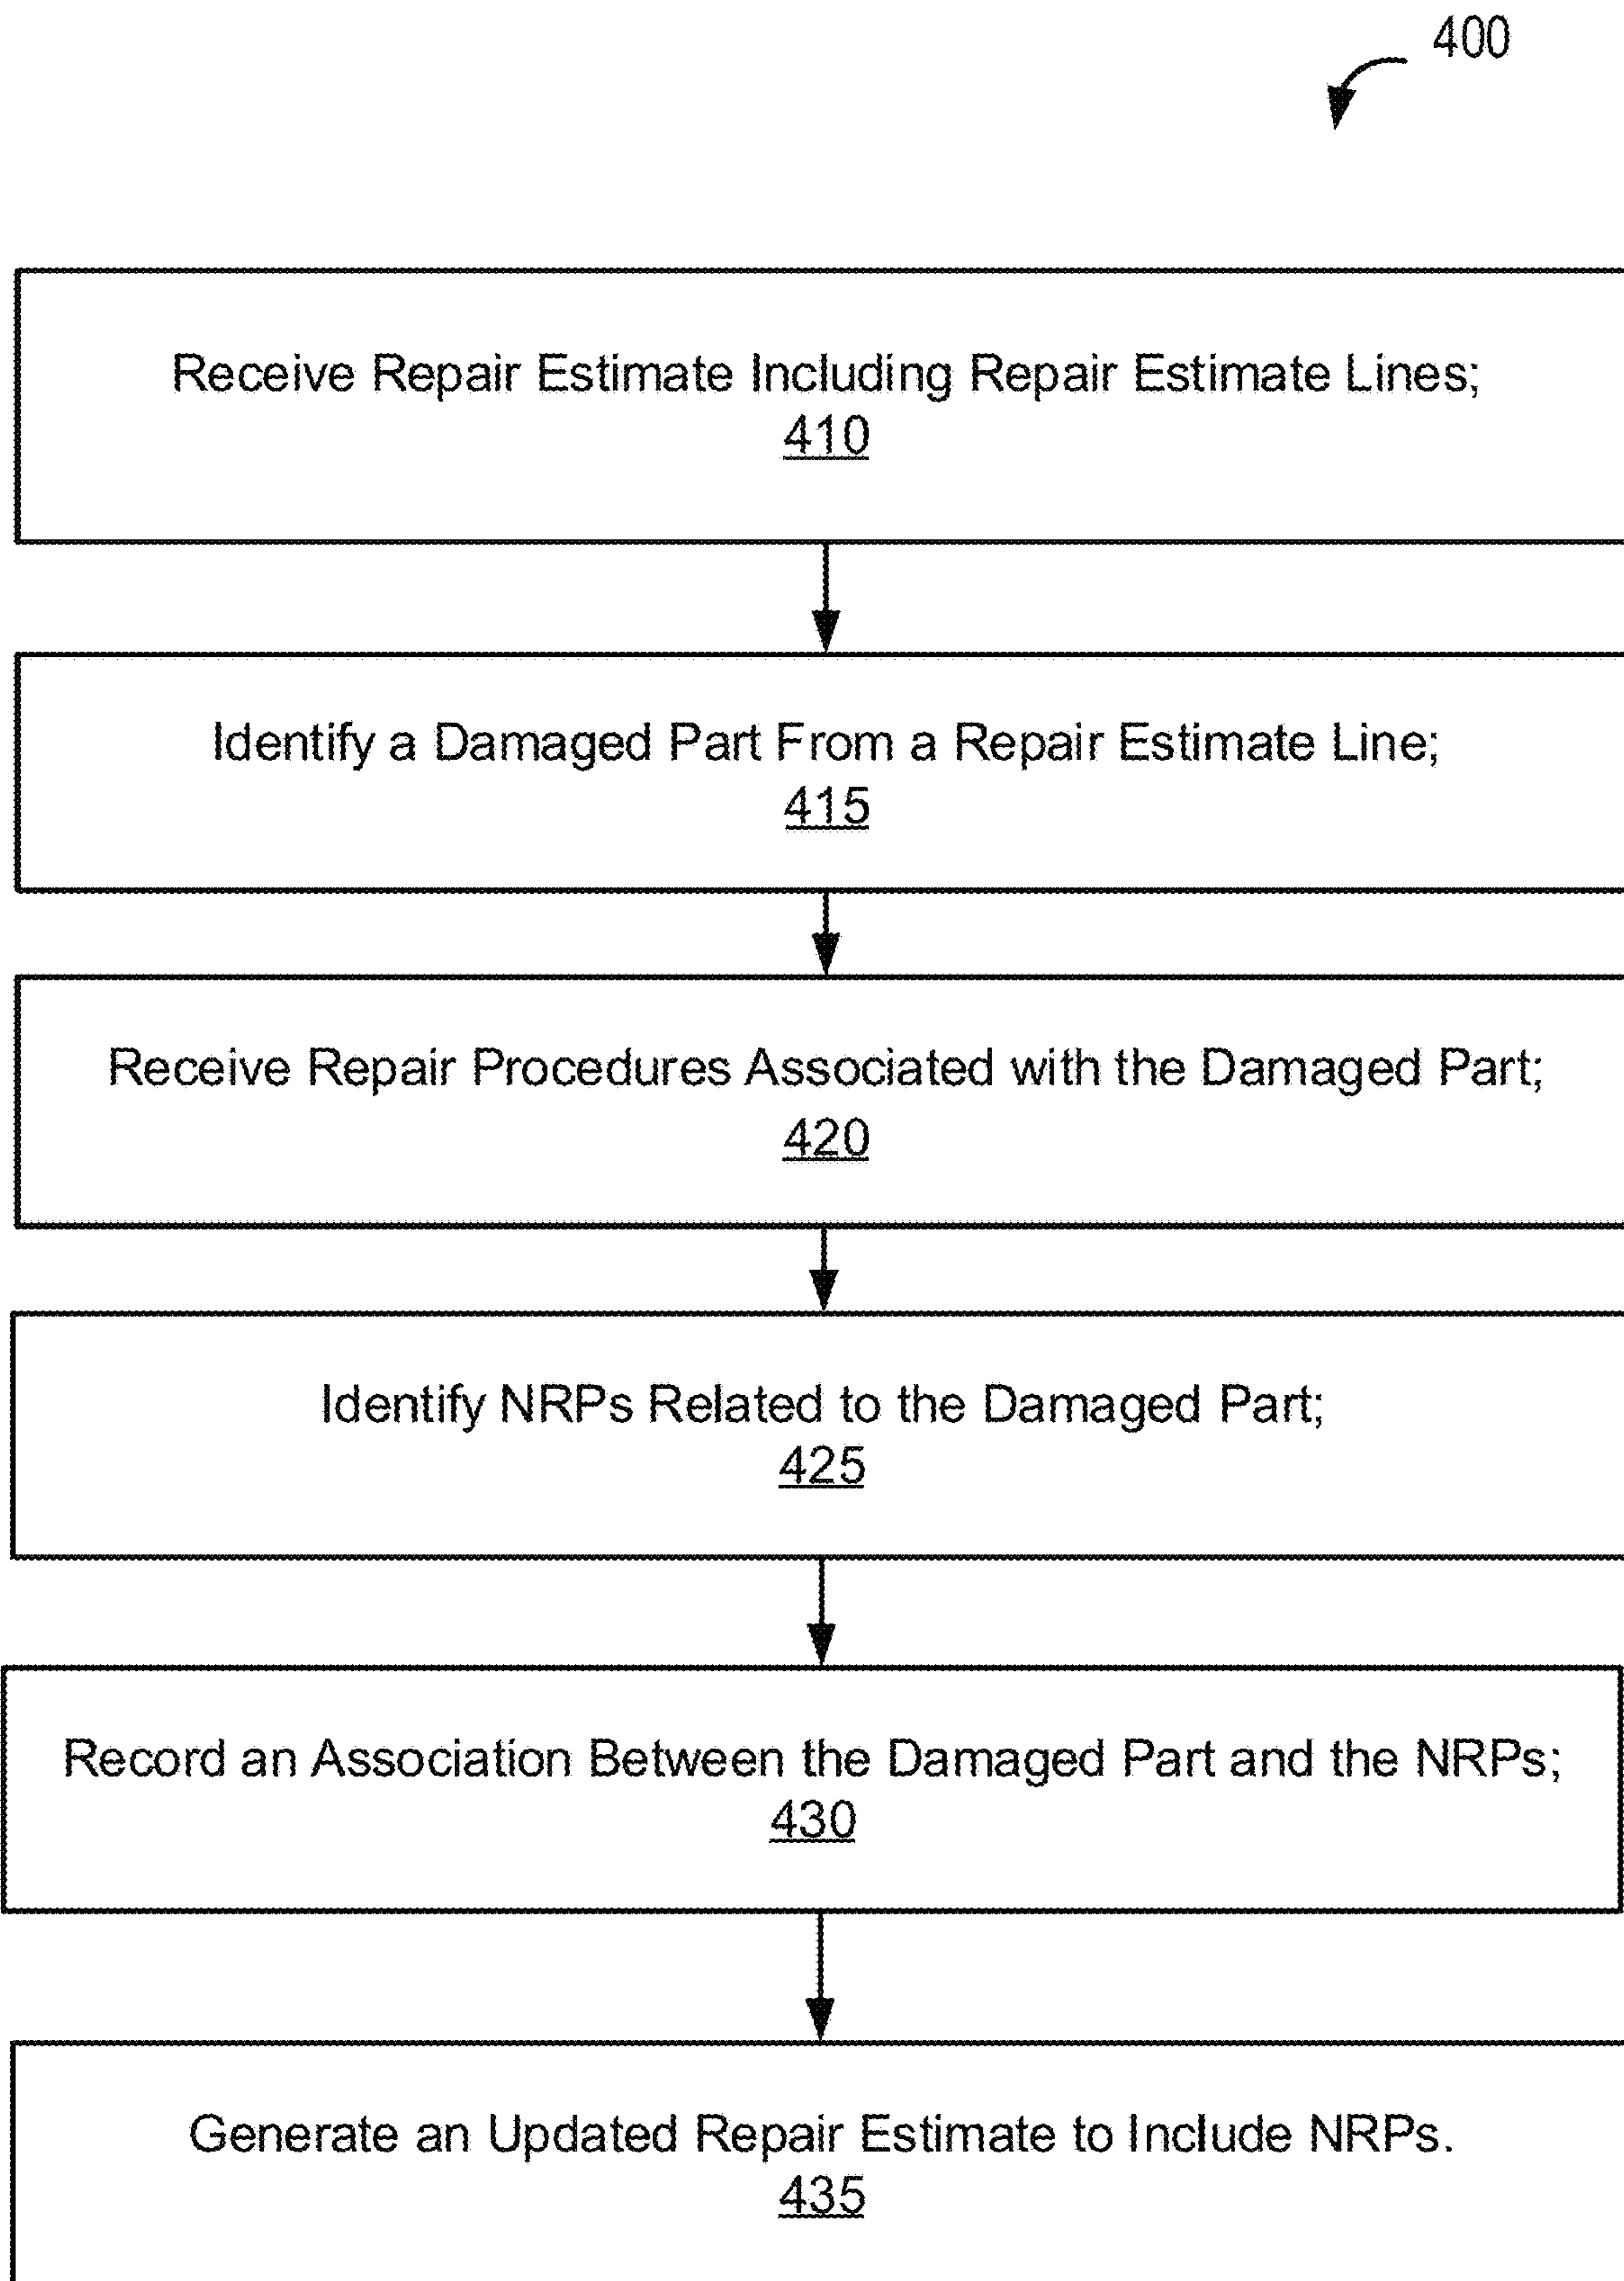 400
Receive Repair Estimate Including Repair Estimate Lines;
410
Identify a Damaged Part From a Repair Estimate Line;
415
Receive Repair Procedures Associated with the Damaged Part;
420
Identify NRPs Related to the Damaged Part;
425
Record an Association Between the Damaged Part and the NRPs;
430
Generate an Updated Repair Estimate to Include NRPs.
435